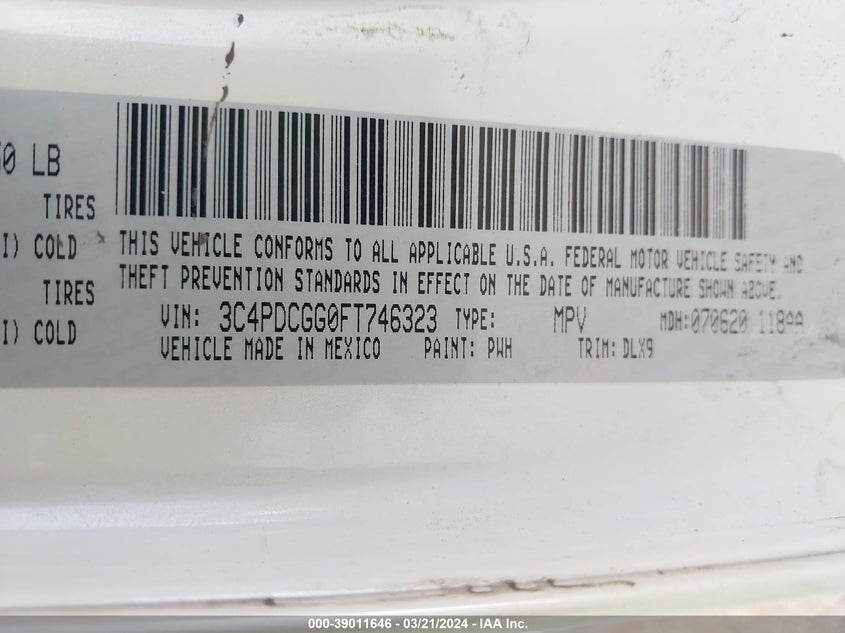 50 LB
TIRES
I) COLD
TIRES
I) COLD
THIS VEHICLE CONFORMS TO ALL APPLICABLE U.S.A. FEDERAL MOTOR VEHICLE SAFETY AND
THEFT PREVENTION STANDARDS IN EFFECT ON THE DATE OF MANUFACTURE SHOWN ABOVE.
VIN: 3C4PDCGG0FT746323 TYPE: MPV MDH:070620 118AA
VEHICLE MADE IN MEXICO PAINT: PWH TRIM: DLX9
000-39011646 - 03/21/2024 - IAA Inc.